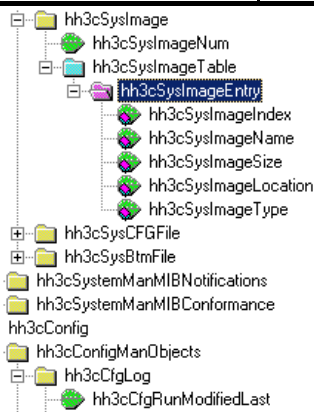 hh3cSysImage
hh3cSysImageNum
hh3cSysImageTable
hh3cSysImageEntry
hh3cSysImageIndex
hh3cSysImageName
hh3cSysImageSize
hh3cSysImageLocation
hh3cSysImageType
hh3cSysCFGFile
hh3cSysBtmFile
hh3cSystemManMIBNotifications
hh3cSystemManMIBConformance
hh3cConfig
hh3cConfigManObjects
hh3cCfgLog
hh3cCfgRunModifiedLast